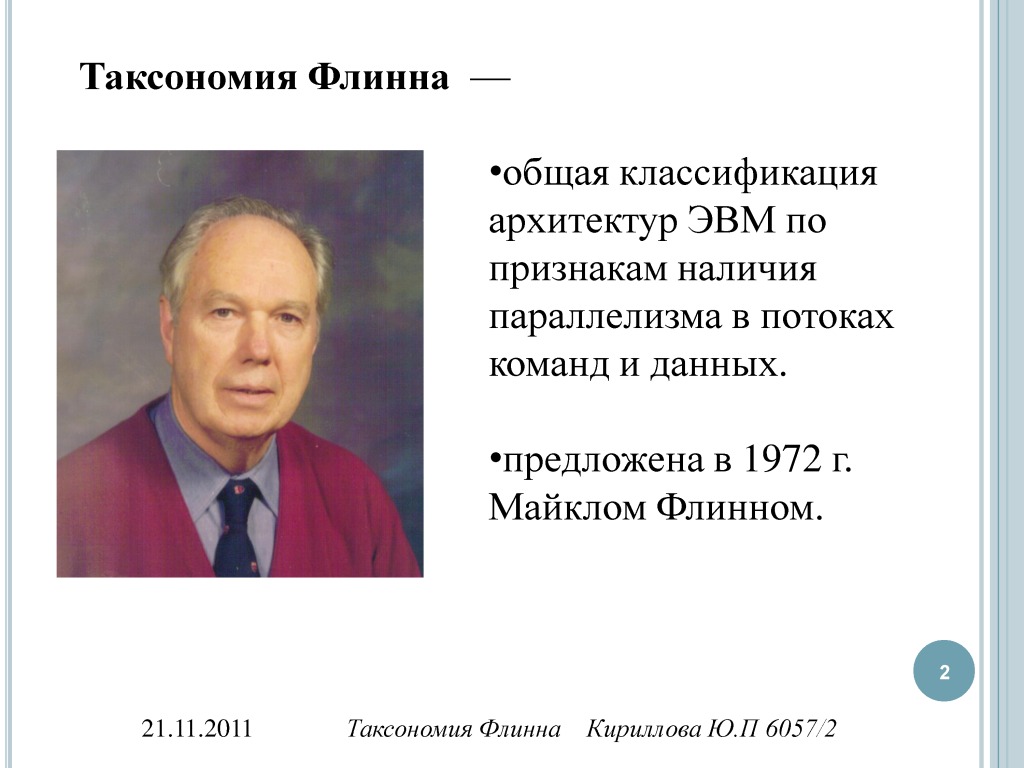 Таксономия Флинна —
•общая классификация
архитектур ЭВМ по
признакам наличия
параллелизма в потоках
команд и данных.
•предложена в 1972 г.
Майклом Флинном.
2
21.11.2011 Таксономия Флинна Кириллова Ю.П 6057/2